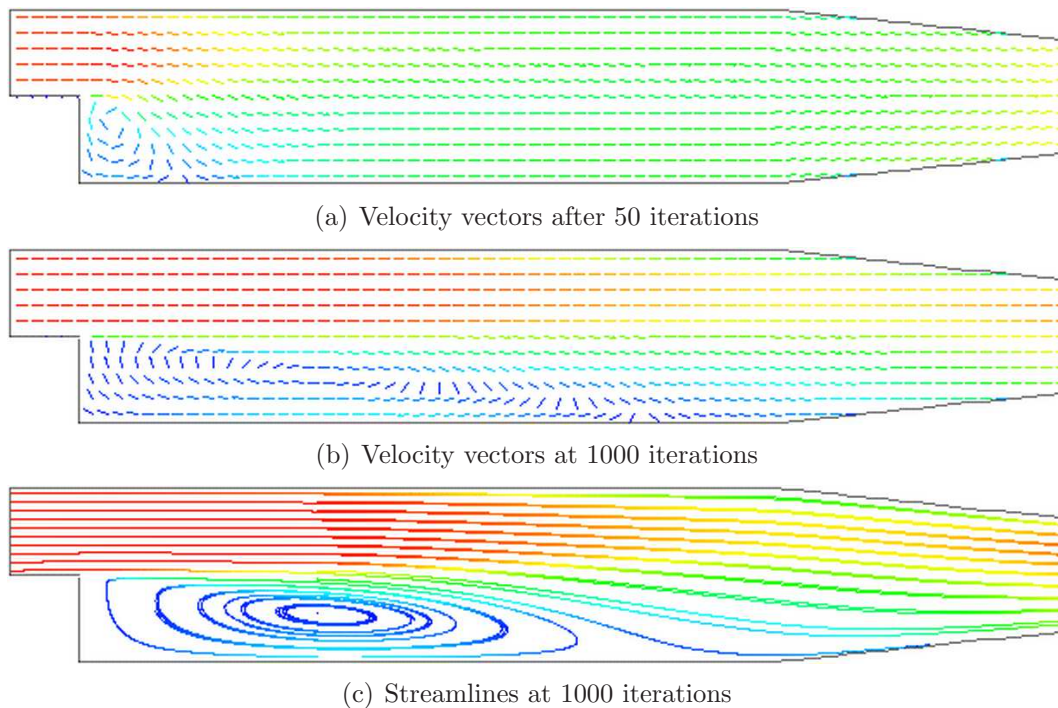 (a) Velocity vectors after 50 iterations
(b) Velocity vectors at 1000 iterations
(c) Streamlines at 1000 iterations